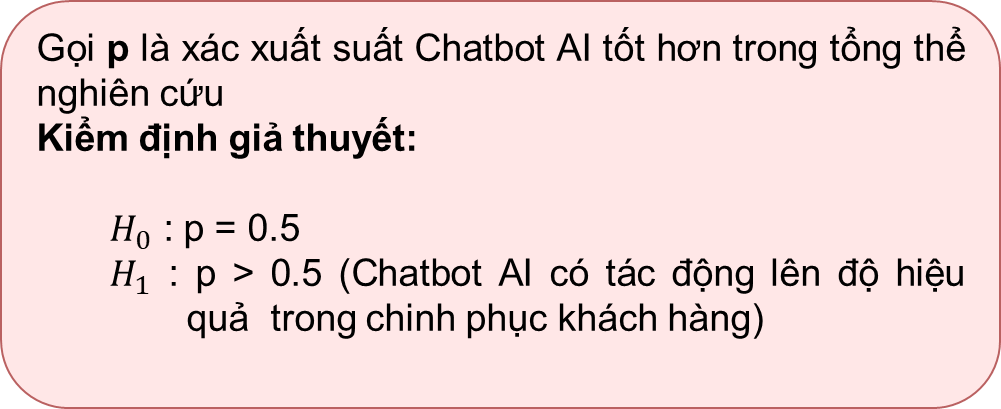 Gọi p là xác xuất suất Chatbot AI tốt hơn trong tổng thể
nghiên cứu
Kiểm định giả thuyết:
H₀ : p = 0.5
H₁ : p > 0.5 (Chatbot AI có tác động lên độ hiệu
quả trong chinh phục khách hàng)